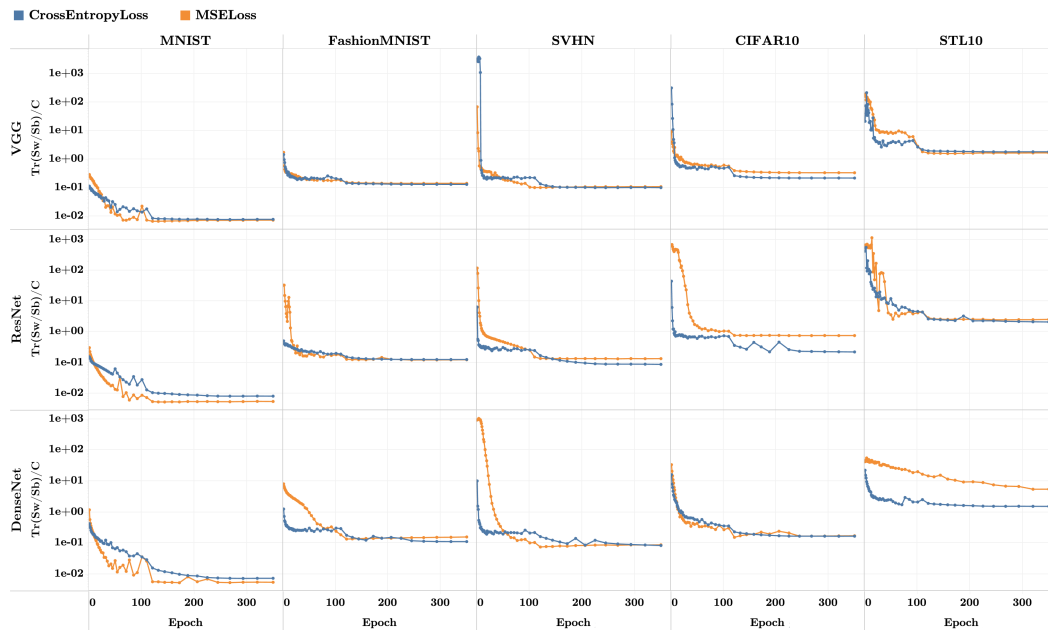 CrossEntropyLoss MSELoss
MNIST FashionMNIST SVHN CIFAR10 STL10
VGG
Tr(Sw/Sb)/C
1e+03
1e+02
1e+01
1e+00
1e-01
1e-02
ResNet
Tr(Sw/Sb)/C
1e+03
1e+02
1e+01
1e+00
1e-01
1e-02
DenseNet
Tr(Sw/Sb)/C
1e+03
1e+02
1e+01
1e+00
1e-01
1e-02
0 100 200 300 0 100 200 300 0 100 200 300 0 100 200 300 0 100 200 300
Epoch Epoch Epoch Epoch Epoch